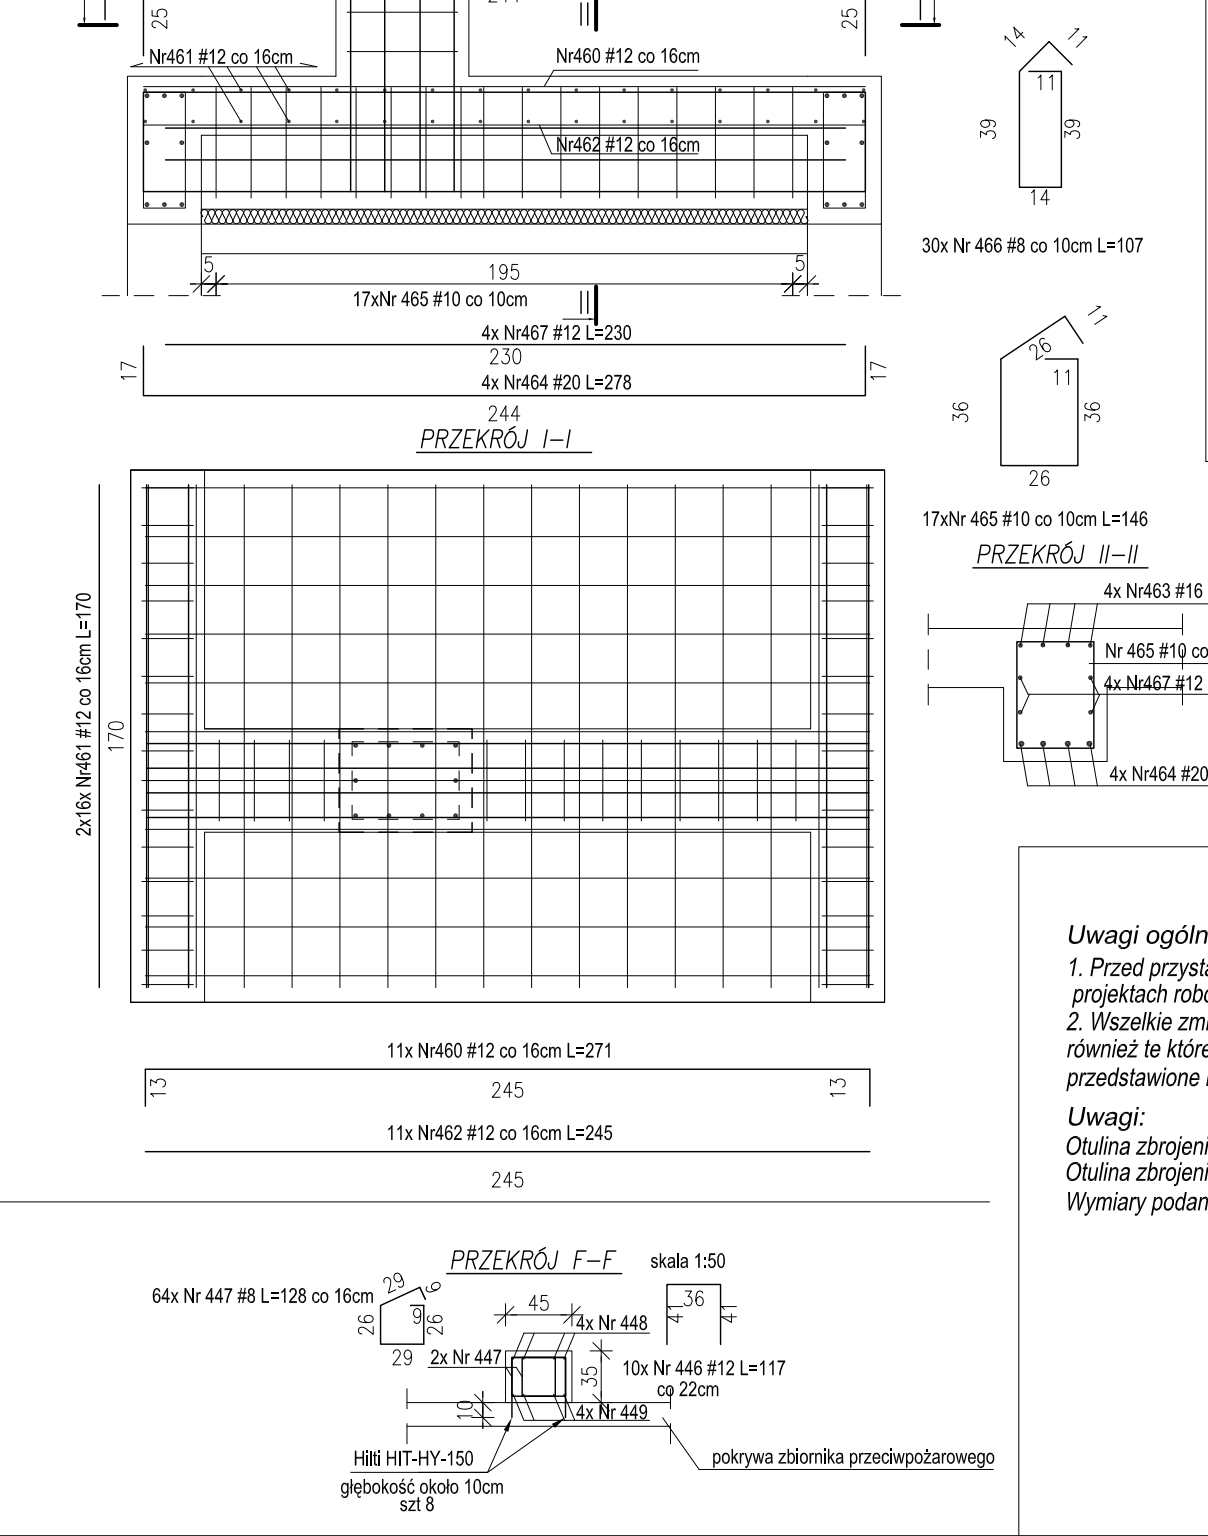 25
25
Nr461 #12 co 16cm
Nr460 #12 co 16cm
Nr462 #12 co 16cm
14
11
11
39
39
14
30x Nr 466 #8 co 10cm L=107
5
195
5
17xNr 465 #10 co 10cm
II
4x Nr467 #12 L=230
230
17
17
4x Nr464 #20 L=278
244
PRZEKRÓJ I-I
11
26
11
36
36
26
17xNr 465 #10 co 10cm L=146
PRZEKRÓJ II-II
4x Nr463 #16
Nr 465 #10 co
4x Nr467 #12
4x Nr464 #20
2x16x Nr461 #12 co 16cm L=170
170
11x Nr460 #12 co 16cm L=271
13
245
13
11x Nr462 #12 co 16cm L=245
245
Uwagi ogóln
1. Przed przysta
projektach robo
2. Wszelkie zmi
również te które
przedstawione
Uwagi:
Otulina zbrojeni
Otulina zbrojeni
Wymiary podan
PRZEKRÓJ F-F
skala 1:50
64x Nr 447 #8 L=128 co 16cm
29
9
9
26
26
29
45
4x Nr 448
2x Nr 447
35
10
4x Nr 449
41
36
41
10x Nr 446 #12 L=117
co 22cm
Hilti HIT-HY-150
głębokość około 10cm
szt 8
pokrywa zbiornika przeciwpożarowego